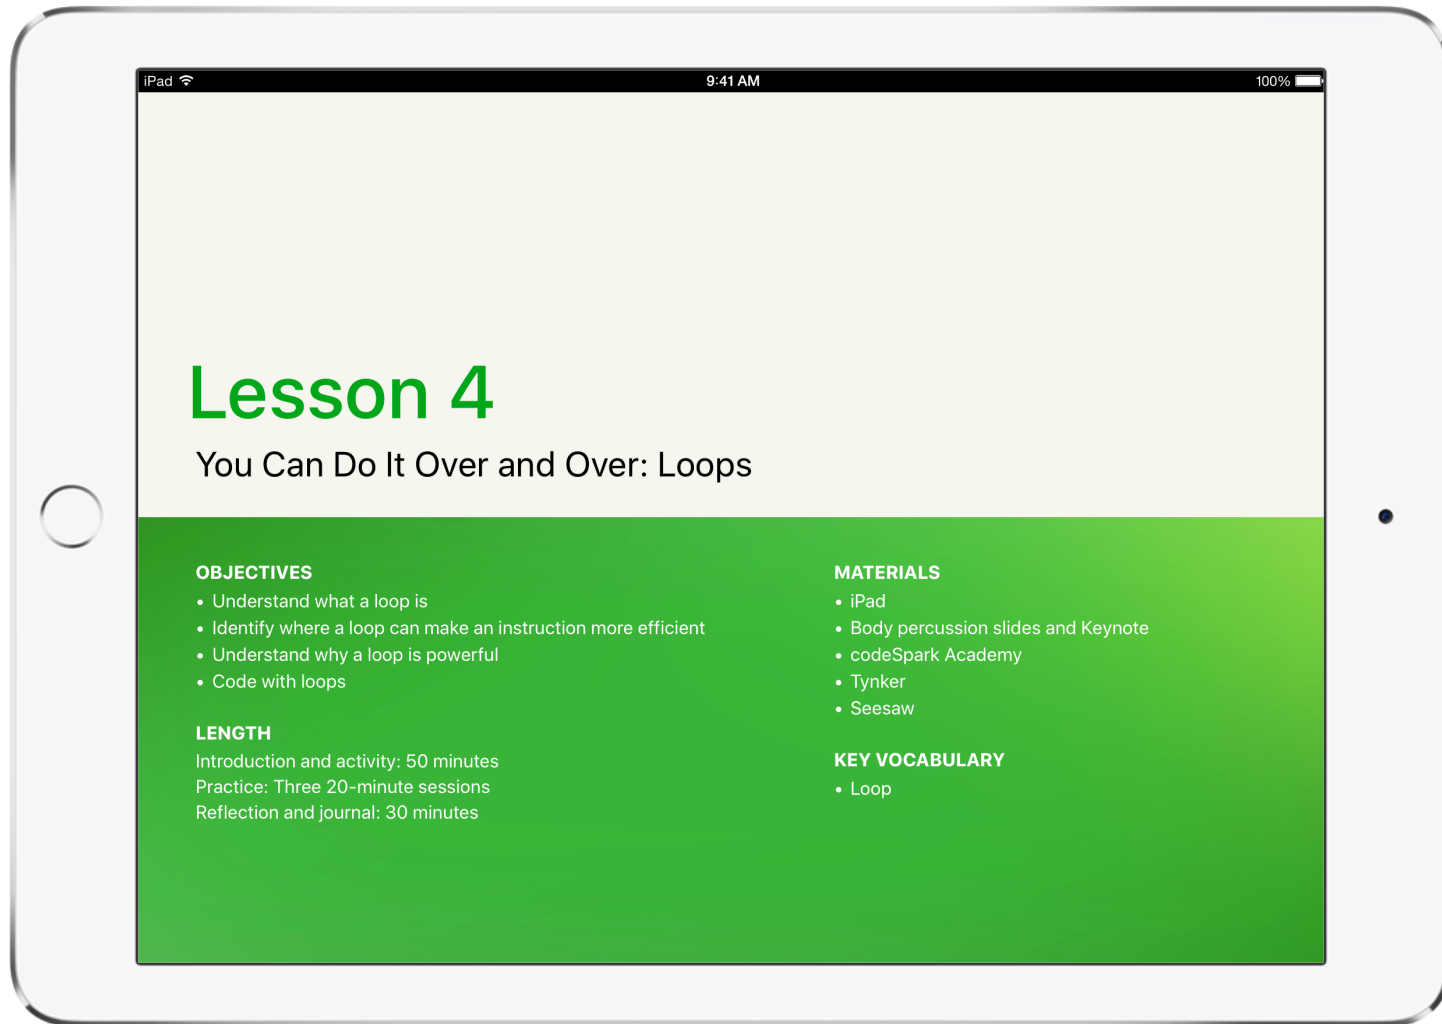 iPad
9:41 AM
100%
Lesson 4
You Can Do It Over and Over: Loops
OBJECTIVES
• Understand what a loop is
• Identify where a loop can make an instruction more efficient
• Understand why a loop is powerful
• Code with loops
LENGTH
Introduction and activity: 50 minutes
Practice: Three 20-minute sessions
Reflection and journal: 30 minutes
MATERIALS
• iPad
• Body percussion slides and Keynote
• codeSpark Academy
• Tynker
• Seesaw
KEY VOCABULARY
• Loop